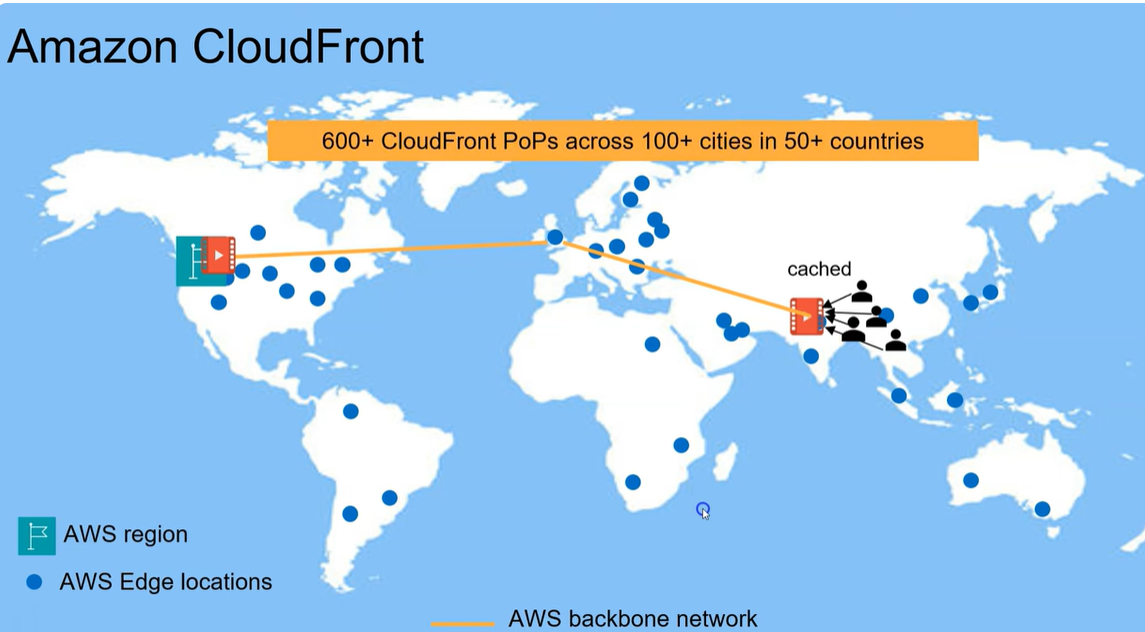 Amazon CloudFront
600+ CloudFront PoPs across 100+ cities in 50+ countries
cached
AWS region
AWS Edge locations
AWS backbone network